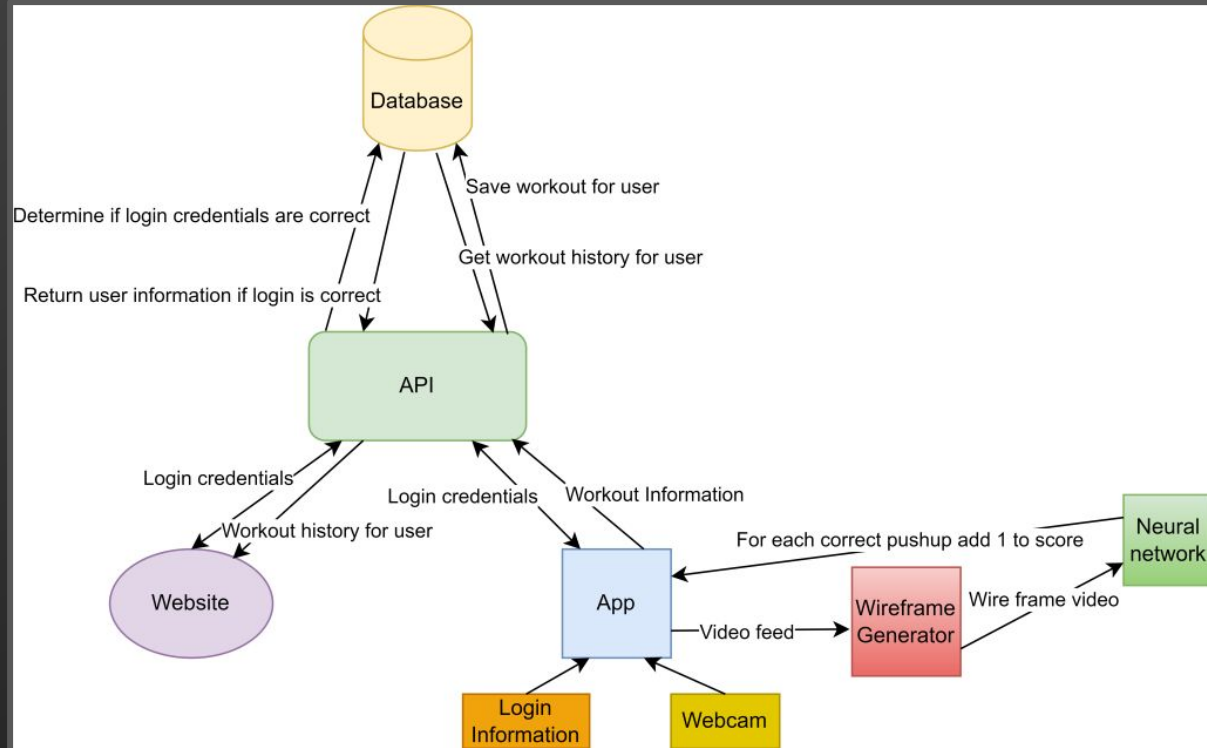 Database
Save workout for user
Determine if login credentials are correct
Get workout history for user
Return user information if login is correct
API
Login credentials
Login credentials
Workout Information
Workout history for user
For each correct pushup add 1 to score
Neural
network
Website
App
Video feed
Wireframe
Generator
Wire frame video
Login
Information
Webcam